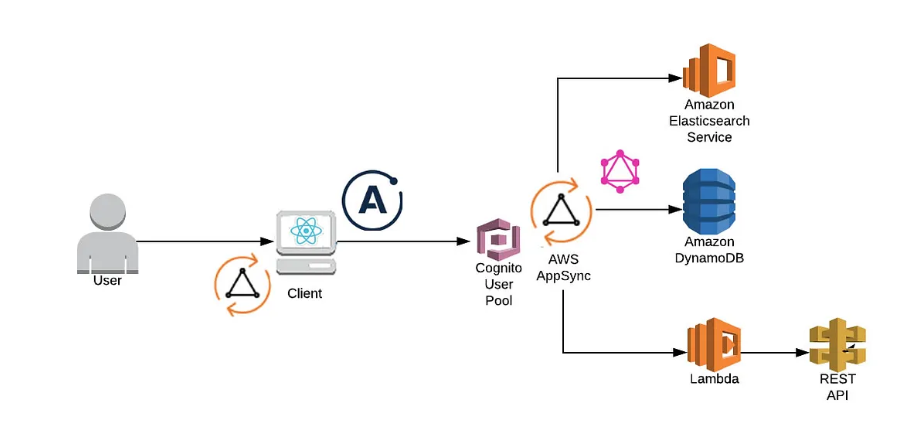 User
Client
A
Cognito
User
Pool
AWS
AppSync
Amazon
Elasticsearch
Service
Amazon
DynamoDB
Lambda
REST
API